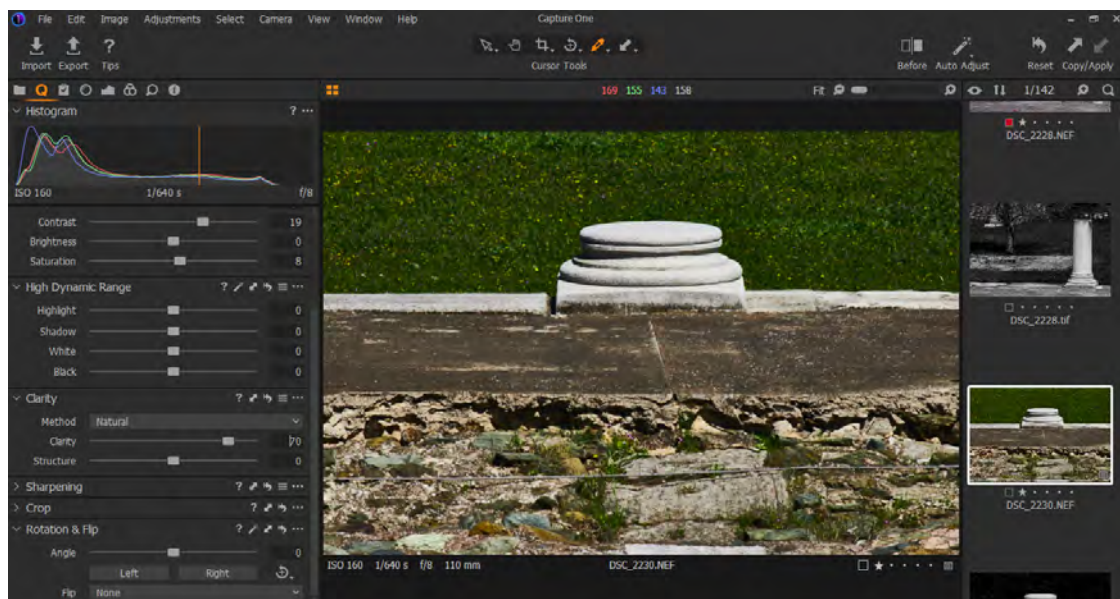 File Edit Image Adjustments Select Camera View Window Help Capture One
Import Export Tips Cursor Tools Before Auto Adjust Reset Copy/Apply
169 155 143 158 Fit 1/142
Histogram ? ...
ISO 160 1/640 s f/8
Contrast 19
Brightness 0
Saturation 8
High Dynamic Range ? ...
Highlight 0
Shadow 0
White 0
Black 0
Clarity ? ...
Method Natural
Clarity 70
Structure 0
Sharpening ? ...
Crop ? ...
Rotation & Flip ? ...
Angle 0
Left Right
Flip None
ISO 160 1/640 s f/8 110 mm DSC_2230.NEF
DSC_2228.NEF
DSC_2228.tif
DSC_2230.NEF